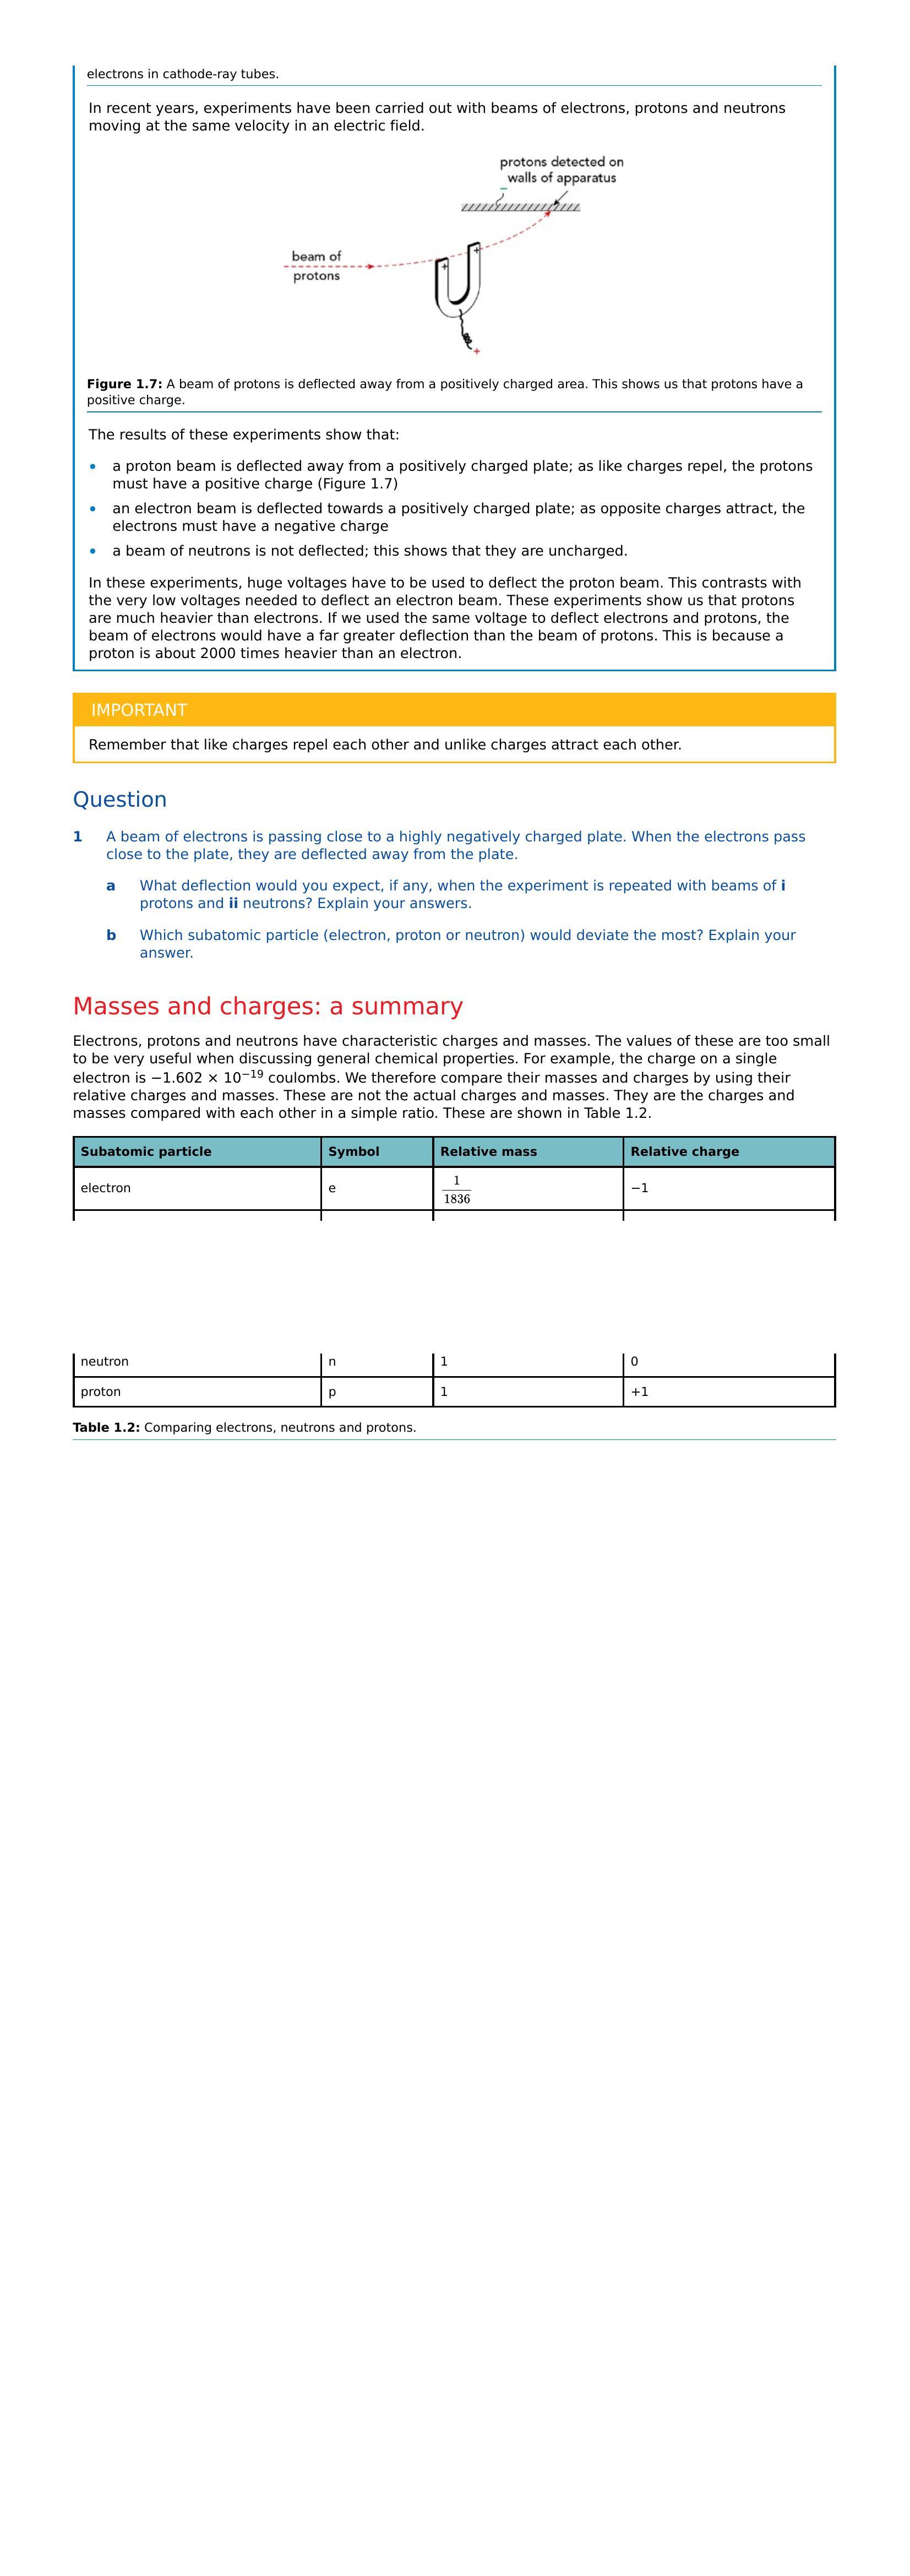 electrons in cathode-ray tubes.
In recent years, experiments have been carried out with beams of electrons, protons and neutrons
moving at the same velocity in an electric field.
protons detected on
walls of apparatus
−
beam of
protons
+ +
+
Figure 1.7: A beam of protons is deflected away from a positively charged area. This shows us that protons have a
positive charge.
The results of these experiments show that:
• a proton beam is deflected away from a positively charged plate; as like charges repel, the protons
must have a positive charge (Figure 1.7)
• an electron beam is deflected towards a positively charged plate; as opposite charges attract, the
electrons must have a negative charge
• a beam of neutrons is not deflected; this shows that they are uncharged.
In these experiments, huge voltages have to be used to deflect the proton beam. This contrasts with
the very low voltages needed to deflect an electron beam. These experiments show us that protons
are much heavier than electrons. If we used the same voltage to deflect electrons and protons, the
beam of electrons would have a far greater deflection than the beam of protons. This is because a
proton is about 2000 times heavier than an electron.
IMPORTANT
Remember that like charges repel each other and unlike charges attract each other.
Question
1 A beam of electrons is passing close to a highly negatively charged plate. When the electrons pass
close to the plate, they are deflected away from the plate.
a What deflection would you expect, if any, when the experiment is repeated with beams of i
protons and ii neutrons? Explain your answers.
b Which subatomic particle (electron, proton or neutron) would deviate the most? Explain your
answer.
Masses and charges: a summary
Electrons, protons and neutrons have characteristic charges and masses. The values of these are too small
to be very useful when discussing general chemical properties. For example, the charge on a single
electron is −1.602 × 10⁻¹⁹ coulombs. We therefore compare their masses and charges by using their
relative charges and masses. These are not the actual charges and masses. They are the charges and
masses compared with each other in a simple ratio. These are shown in Table 1.2.
Subatomic particle Symbol Relative mass Relative charge
electron e 1/1836 −1
neutron n 1 0
proton p 1 +1
Table 1.2: Comparing electrons, neutrons and protons.